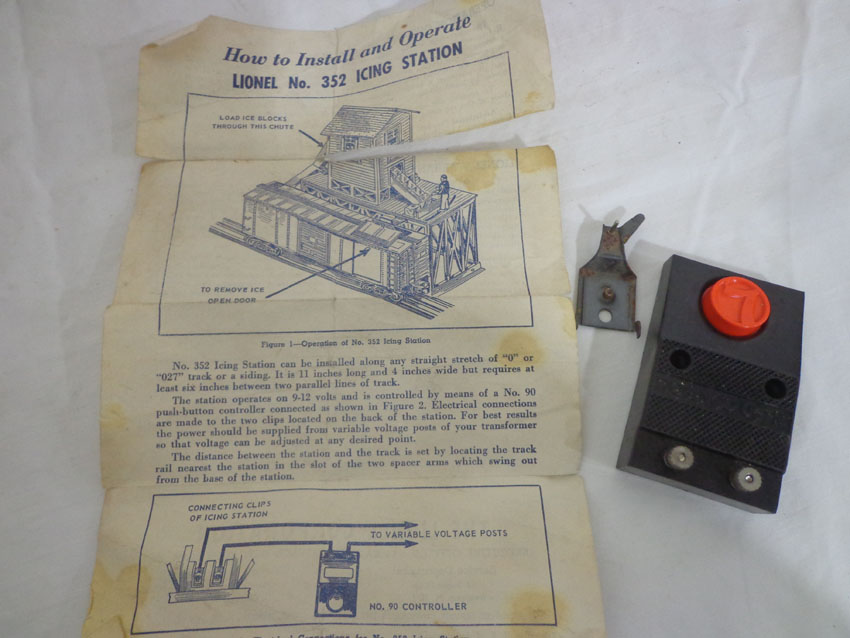 How to Install and Operate
LIONEL No. 352 ICING STATION
LOAD ICE BLOCKS
THROUGH THIS CHUTE
TO REMOVE ICE
OPEN DOOR
Figure 1—Operation of No. 352 Icing Station
No. 352 Icing Station can be installed along any straight stretch of "0" or
"027" track or a siding. It is 11 inches long and 4 inches wide but requires at
least six inches between two parallel lines of track.
The station operates on 9-12 volts and is controlled by means of a No. 90
push-button controller connected as shown in Figure 2. Electrical connections
are made to the two clips located on the back of the station. For best results
the power should be supplied from variable voltage posts of your transformer
so that voltage can be adjusted at any desired point.
The distance between the station and the track is set by locating the track
rail nearest the station in the slot of the two spacer arms which swing out
from the base of the station.
CONNECTING CLIPS
OF ICING STATION
TO VARIABLE VOLTAGE POSTS
NO. 90 CONTROLLER
Connections for No. 352 Icing Station